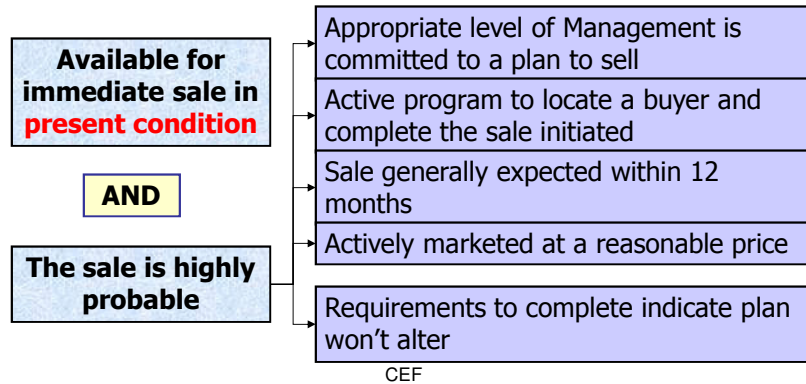 Available for
immediate sale in
present condition
AND
The sale is highly
probable
Appropriate level of Management is
committed to a plan to sell
Active program to locate a buyer and
complete the sale initiated
Sale generally expected within 12
months
Actively marketed at a reasonable price
Requirements to complete indicate plan
won’t alter
CEF